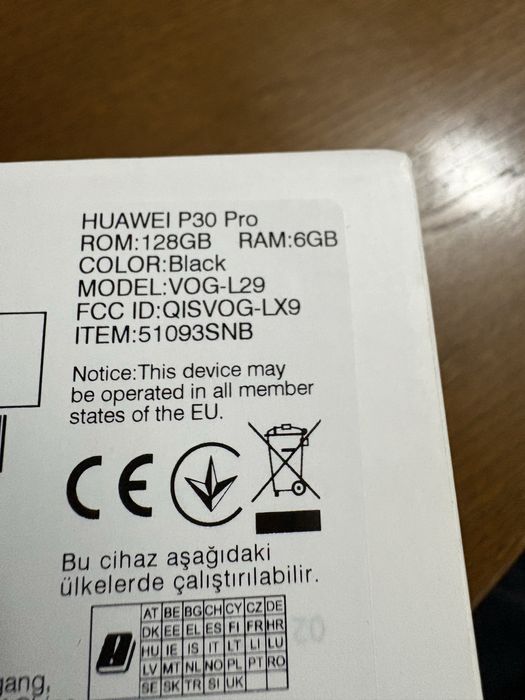 HUAWEI P30 Pro
ROM:128GB RAM:6GB
COLOR:Black
MODEL:VOG-L29
FCC ID:QISVOG-LX9
ITEM:51093SNB
Notice:This device may
be operated in all member
states of the EU.
CE
Bu cihaz aşağıdaki
ülkelerde çalıştırılabilir.
AT BE BG CH CY CZ DE
DK EE EL ES FI FR HR
HU IE IS IT LT LI LU
LV MT NL NO PL PT RO
SE SK TR SI UK
gang,